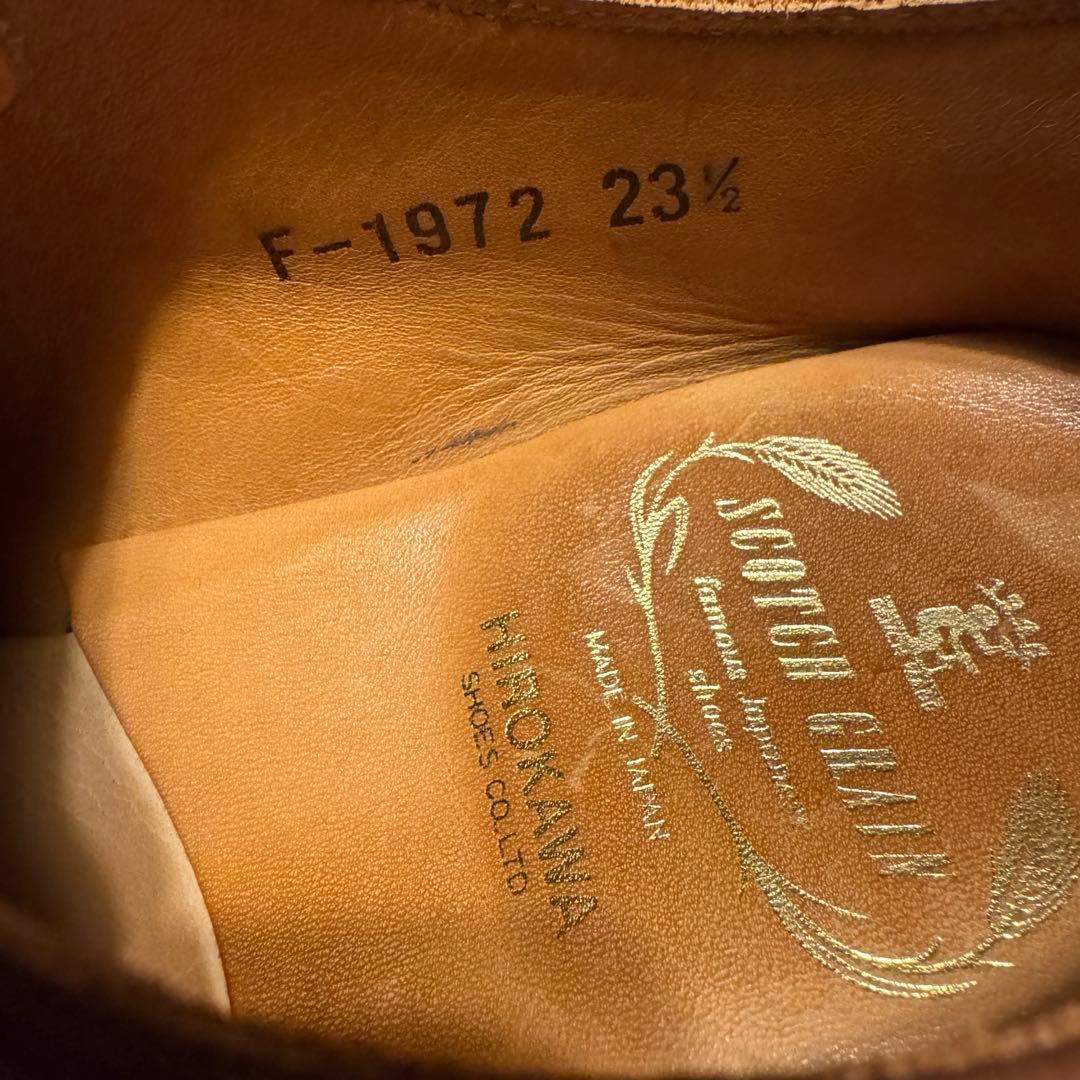 F-1972 23½
SCOTCH GRAIN
famous Japanese
shoes
MADE IN JAPAN
HIROKAWA
SHOES CO.,LTD